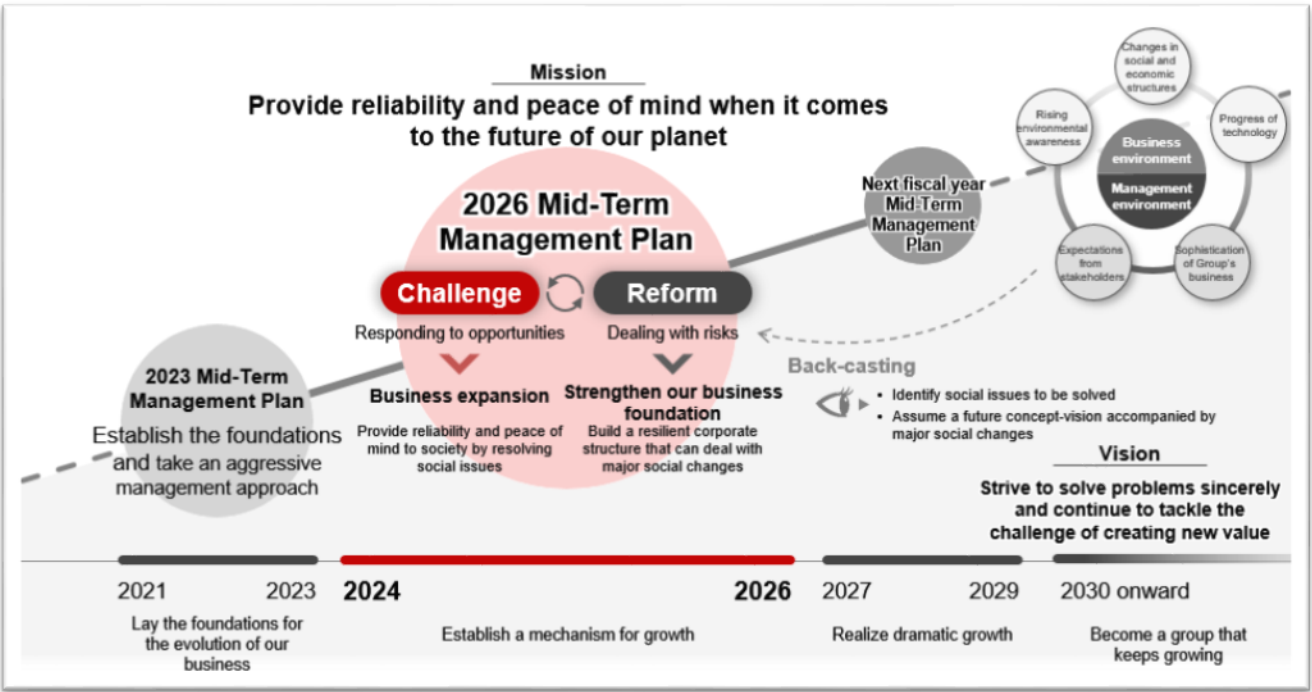 Mission
Provide reliability and peace of mind when it comes
to the future of our planet
2026 Mid-Term
Management Plan
Challenge
Reform
Responding to opportunities
Dealing with risks
Business expansion
Strengthen our business
foundation
Provide reliability and peace of
mind to society by resolving
social issues
Build a resilient corporate
structure that can deal with
major social changes
2023 Mid-Term
Management Plan
Establish the foundations
and take an aggressive
management approach
Next fiscal year
Mid-Term
Management
Plan
Changes in
social and
economic
structures
Rising
environmental
awareness
Progress of
technology
Business
environment
Management
environment
Expectations
from
stakeholders
Sophistication
of Group's
business
Back-casting
• Identify social issues to be solved
• Assume a future concept-vision accompanied by
major social changes
Vision
Strive to solve problems sincerely
and continue to tackle the
challenge of creating new value
2021
2023
2024
2026
2027
2029
2030 onward
Lay the foundations for
the evolution of our
business
Establish a mechanism for growth
Realize dramatic growth
Become a group that
keeps growing